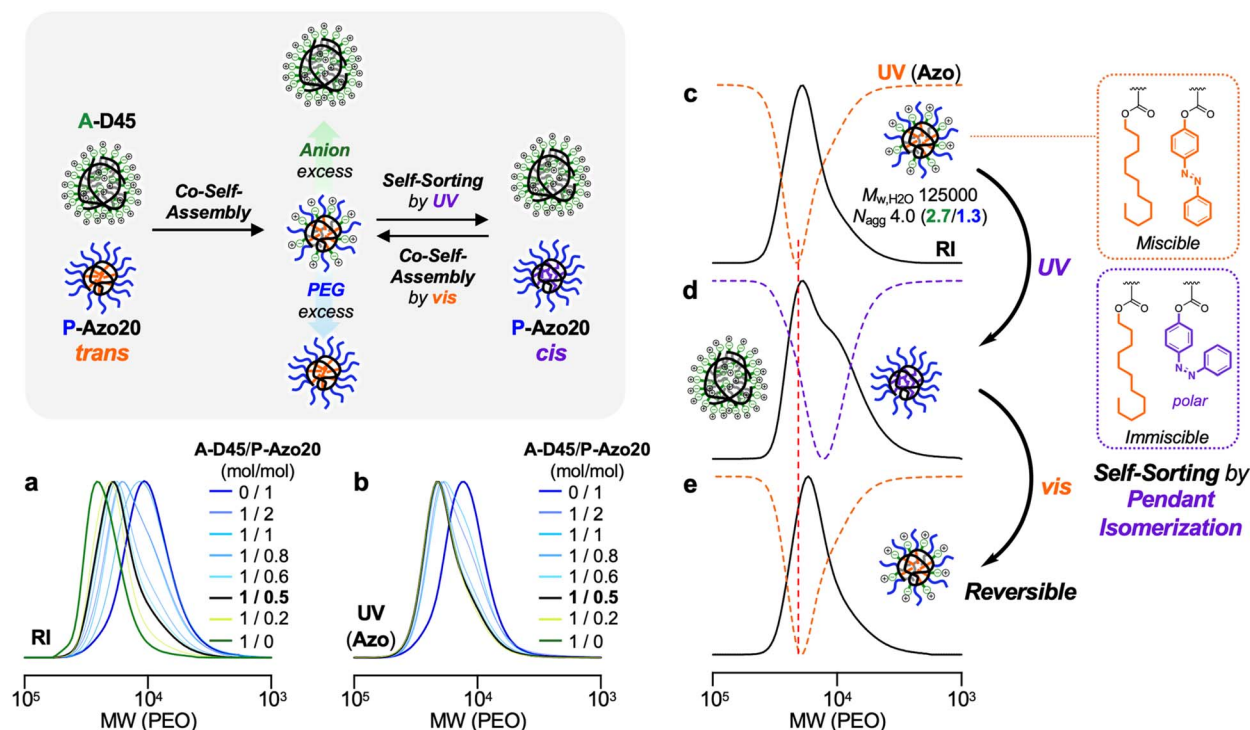 A-D45
Co-Self-
Assembly
P-Azo20
trans
Anion
excess
PEG
excess
Self-Sorting
by UV
Co-Self-
Assembly
by vis
P-Azo20
cis
a
A-D45/P-Azo20
(mol/mol)
0 / 1
1 / 2
1 / 1
1 / 0.8
1 / 0.6
1 / 0.5
1 / 0.2
1 / 0
RI
10⁵
10⁴
10³
MW (PEO)
b
A-D45/P-Azo20
(mol/mol)
0 / 1
1 / 2
1 / 1
1 / 0.8
1 / 0.6
1 / 0.5
1 / 0.2
1 / 0
UV
(Azo)
10⁵
10⁴
10³
MW (PEO)
c
UV (Azo)
Mw,H2O 125000
Nagg 4.0 (2.7/1.3)
RI
UV
d
vis
e
Reversible
10⁵
10⁴
10³
MW (PEO)
O
O
O
O
N
N
Miscible
O
O
O
O
N
N
polar
Immiscible
Self-Sorting by
Pendant
Isomerization